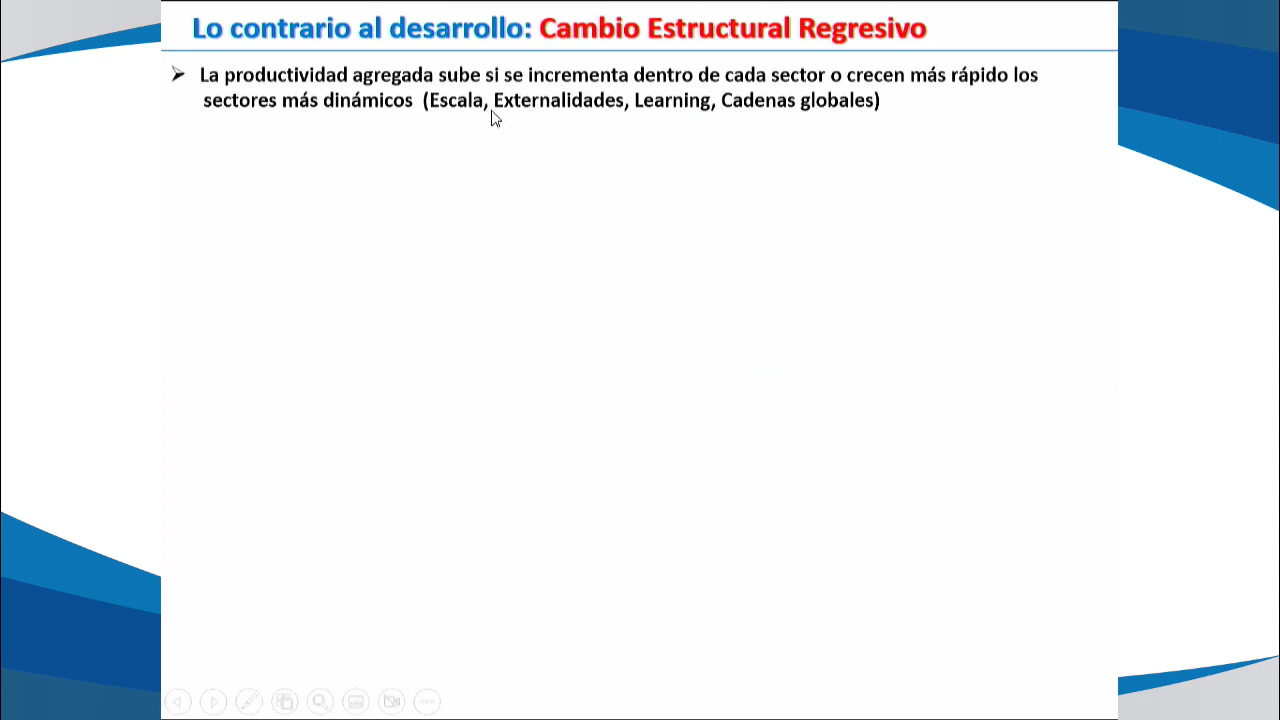 Lo contrario al desarrollo: Cambio Estructural Regresivo
La productividad agregada sube si se incrementa dentro de cada sector o crecen más rápido los
sectores más dinámicos (Escala, Externalidades, Learning, Cadenas globales)